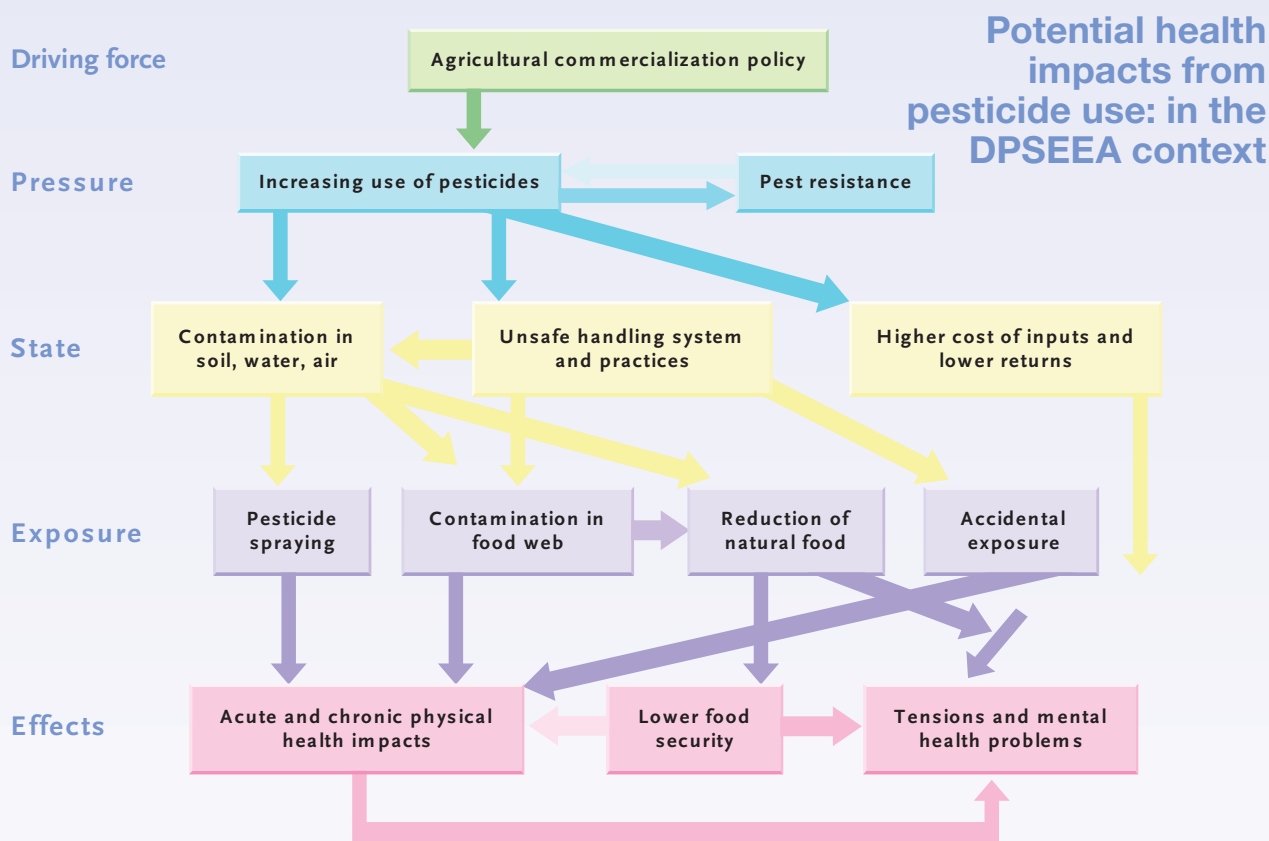 Potential health
impacts from
pesticide use: in the
DPSEEA context
Driving force
Agricultural commercialization policy
Pressure
Increasing use of pesticides
Pest resistance
State
Contamination in
soil, water, air
Unsafe handling system
and practices
Higher cost of inputs and
lower returns
Exposure
Pesticide
spraying
Contamination in
food web
Reduction of
natural food
Accidental
exposure
Effects
Acute and chronic physical
health impacts
Lower food
security
Tensions and mental
health problems